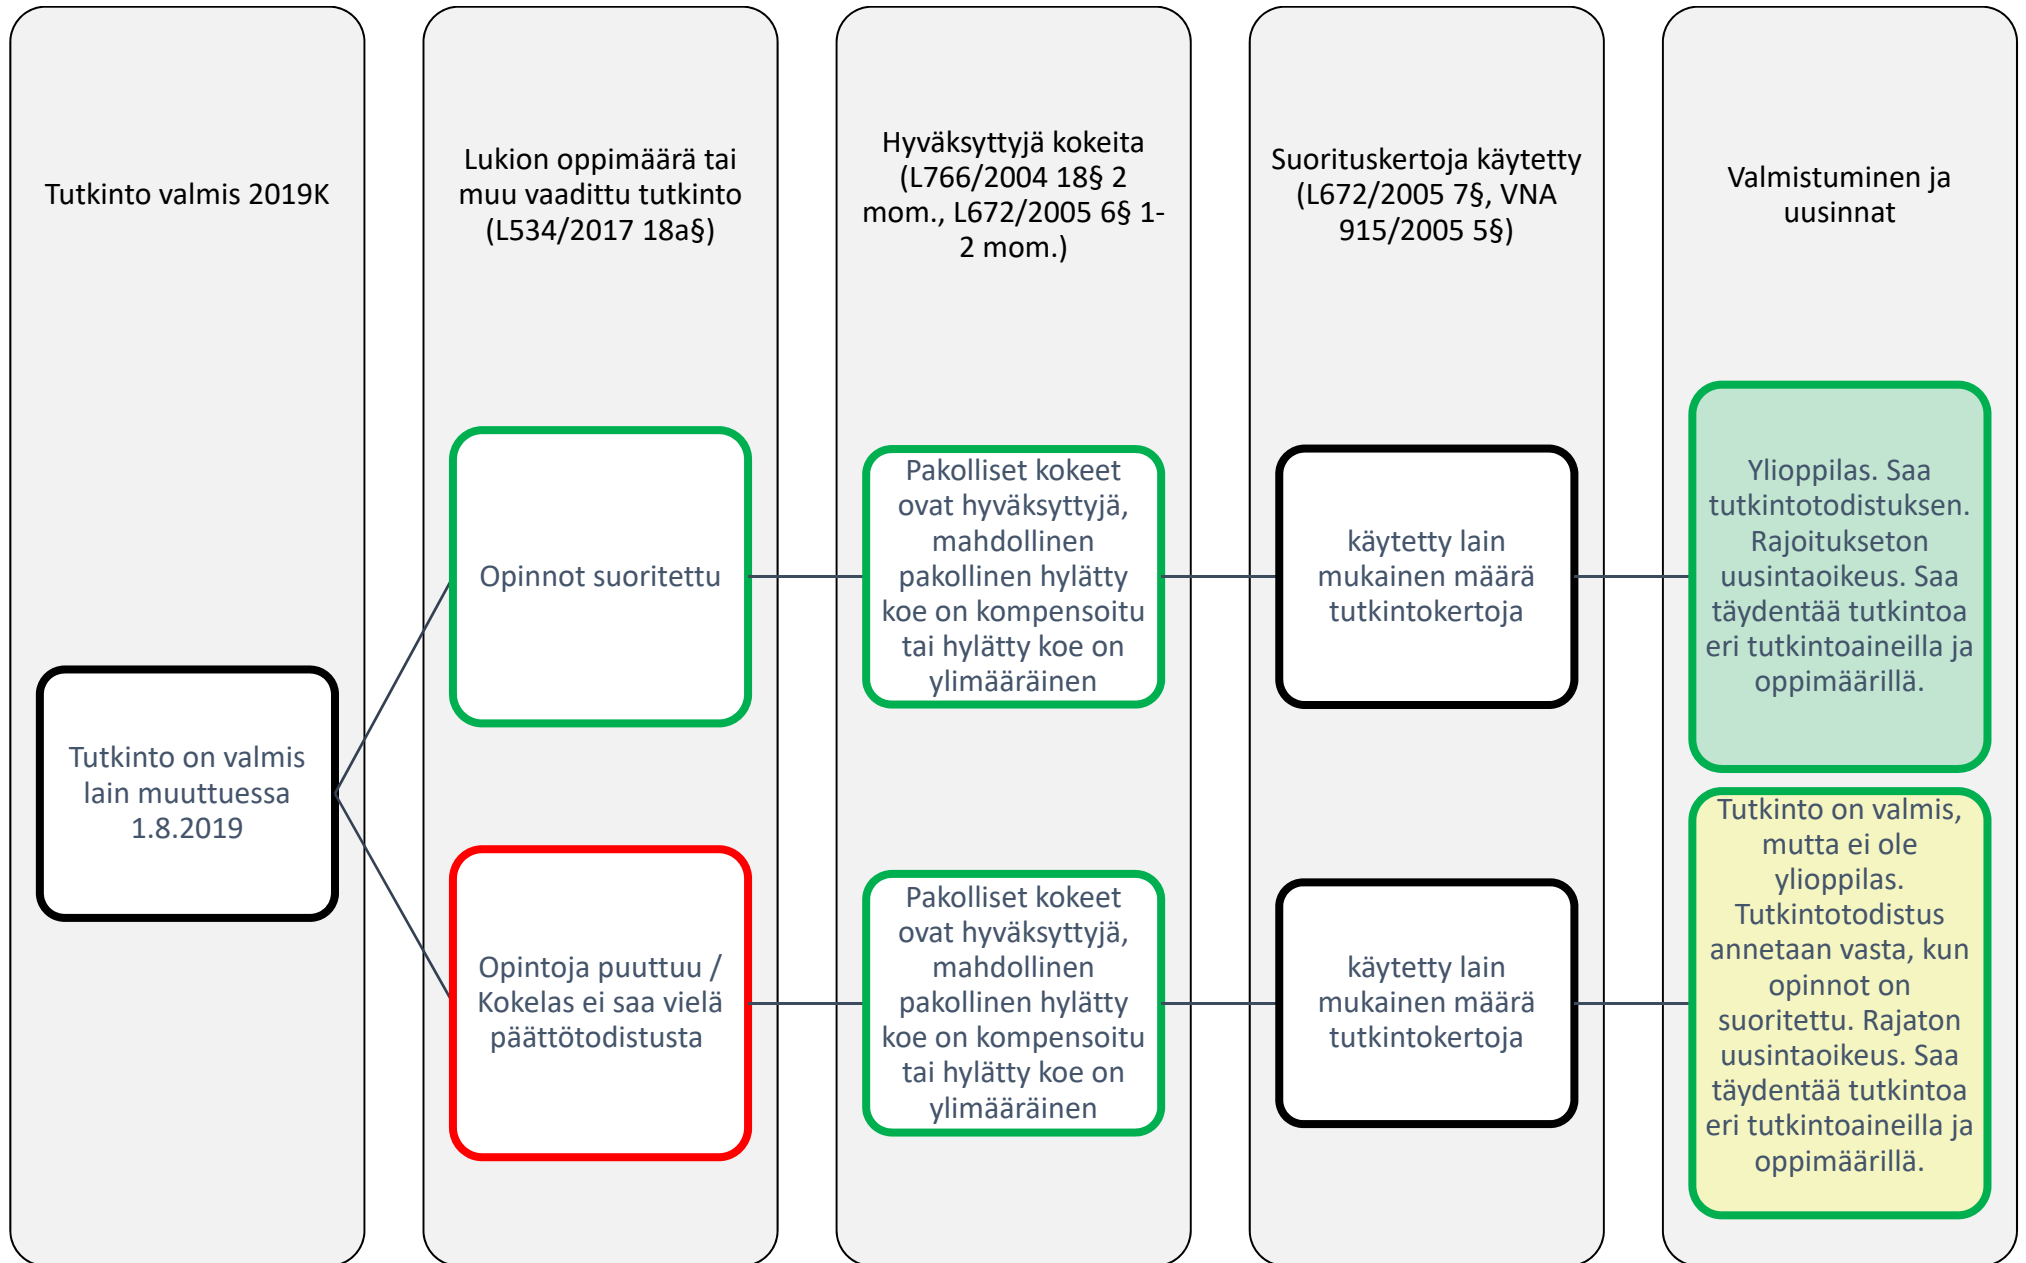 Tutkinto valmis 2019K
Lukion oppimäärä tai
muu vaadittu tutkinto
(L534/2017 18a§)
Hyväksyttyjä kokeita
(L766/2004 18§ 2
mom., L672/2005 6§ 1-
2 mom.)
Suorituskertoja käytetty
(L672/2005 7§, VNA
915/2005 5§)
Valmistuminen ja
uusinnat
Tutkinto on valmis
lain muuttuessa
1.8.2019
Opinnot suoritettu
Pakolliset kokeet
ovat hyväksyttyjä,
mahdollinen
pakollinen hylätty
koe on kompensoitu
tai hylätty koe on
ylimääräinen
käytetty lain
mukainen määrä
tutkintokertoja
Ylioppilas. Saa
tutkintotodistuksen.
Rajoitukseton
uusintaoikeus. Saa
täydentää tutkintoa
eri tutkintoaineilla ja
oppimäärillä.
Opintoja puuttuu /
Kokelas ei saa vielä
päättötodistusta
Pakolliset kokeet
ovat hyväksyttyjä,
mahdollinen
pakollinen hylätty
koe on kompensoitu
tai hylätty koe on
ylimääräinen
käytetty lain
mukainen määrä
tutkintokertoja
Tutkinto on valmis,
mutta ei ole
ylioppilas.
Tutkintotodistus
annetaan vasta, kun
opinnot on
suoritettu. Rajaton
uusintaoikeus. Saa
täydentää tutkintoa
eri tutkintoaineilla ja
oppimäärillä.